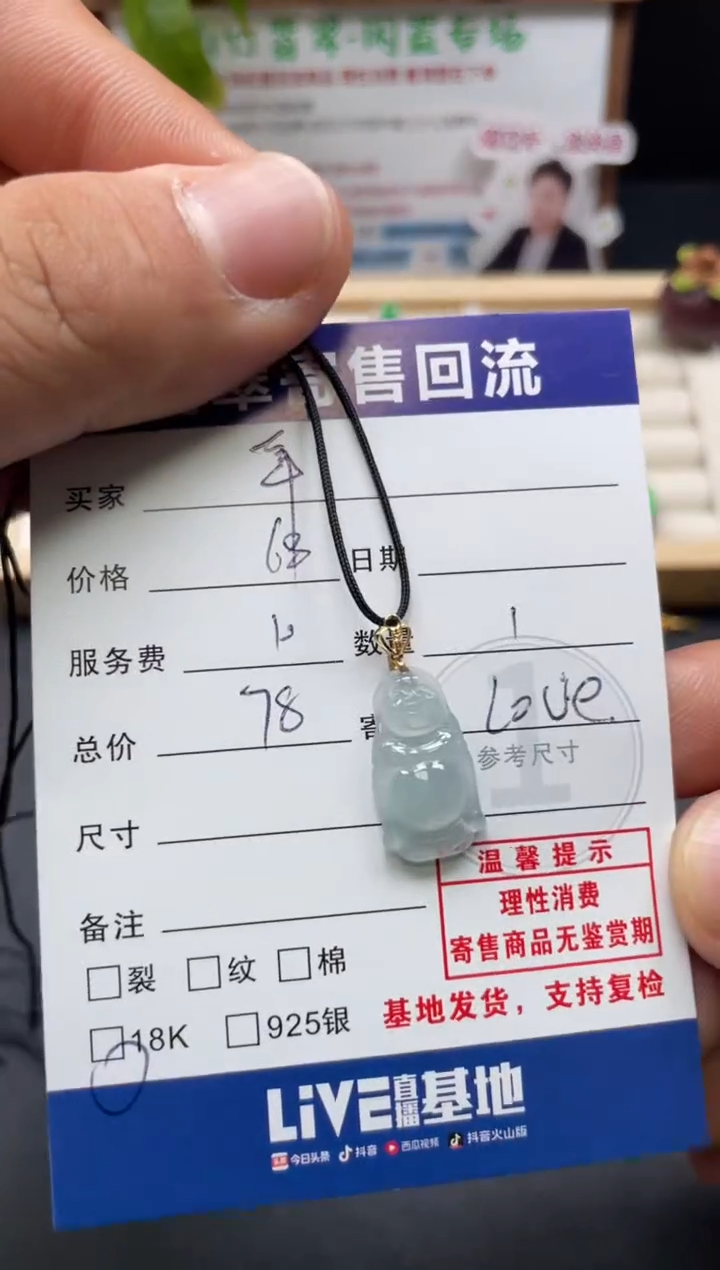 寄售回流
买家
价格 68 日期
服务费 10 数量 1
总价 78 寄 Love.
参考尺寸
尺寸
温馨提示
理性消费
寄售商品无鉴赏期
备注
裂 纹 棉
18K 925银
基地发货，支持复检
LiVE直播基地
头条 今日头条 抖音 西瓜视频 抖音火山版